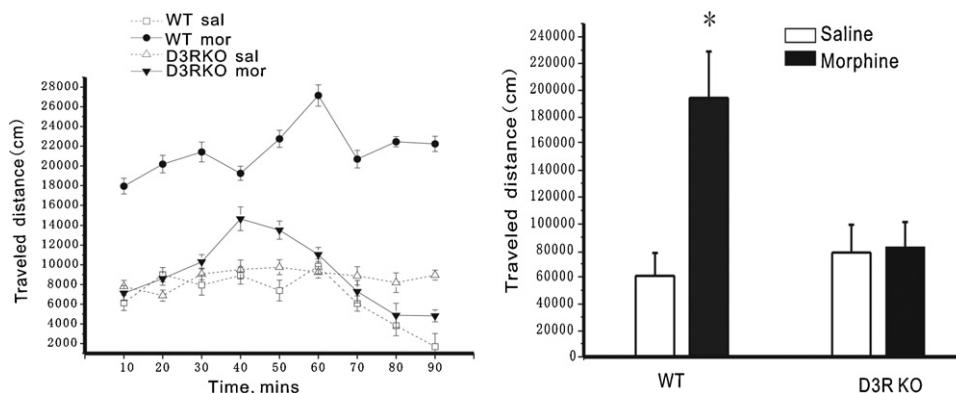 WT sal
WT mor
D3RKO sal
D3RKO mor
Traveled distance(cm)
28000
26000
24000
22000
20000
18000
16000
14000
12000
10000
8000
6000
4000
2000
10 20 30 40 50 60 70 80 90
Time, mins
*
Saline
Morphine
Traveled distance(cm)
240000
220000
200000
180000
160000
140000
120000
100000
80000
60000
40000
20000
0
WT D3R KO